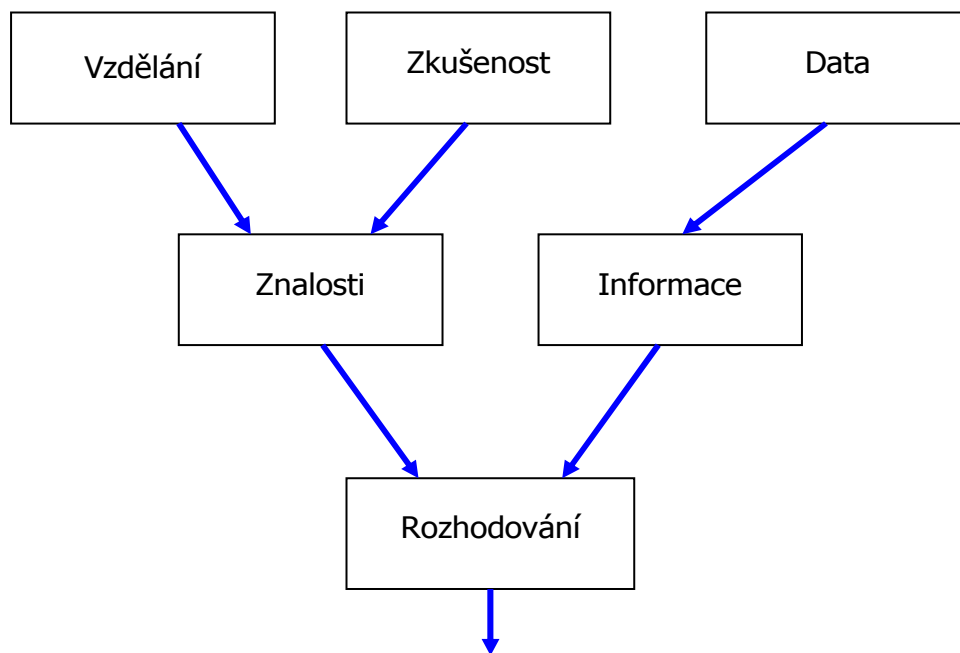 Vzdělání
Zkušenost
Data
Znalosti
Informace
Rozhodování